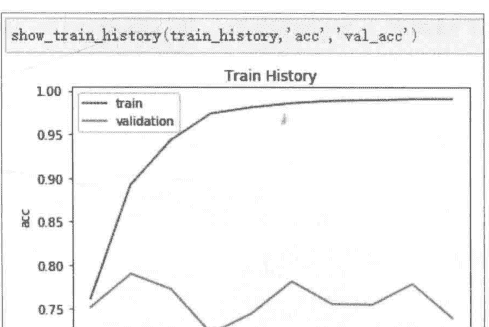 show_train_history(train_history,'acc','val_acc')
Train History
1.00
train
validation
0.95
0.90
acc
0.85
0.80
0.75